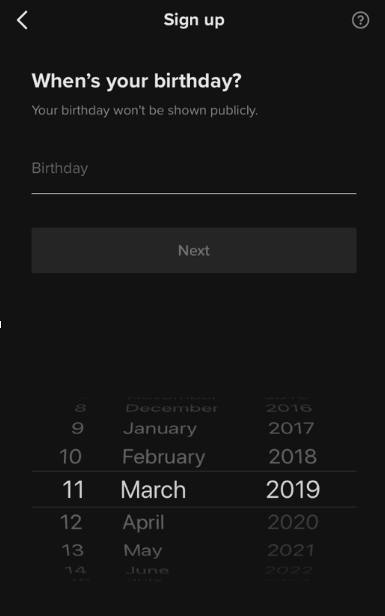 Sign up
When's your birthday?
Your birthday won't be shown publicly.
Birthday
Next
8 December 2016
9 January 2017
10 February 2018
11 March 2019
12 April 2020
13 May 2021
14 June 2022